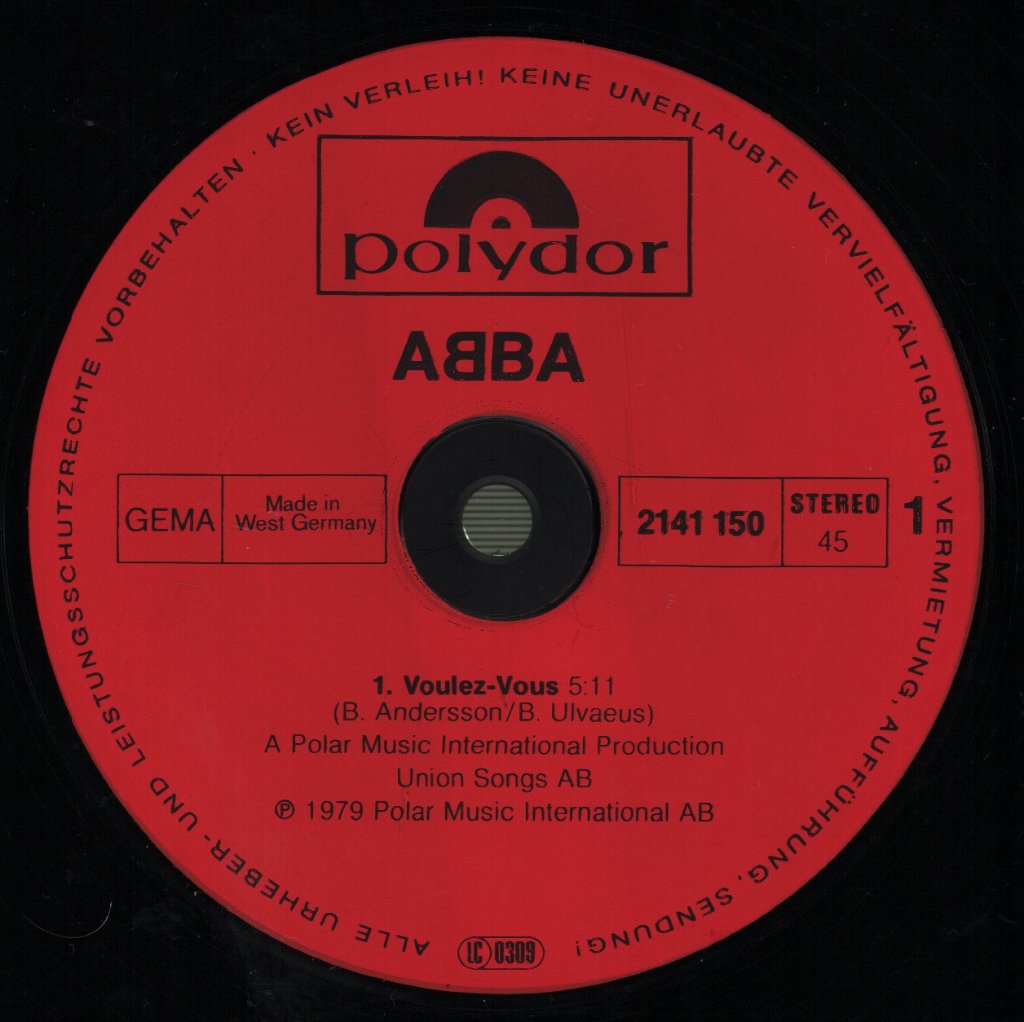 ALLE URHEBER- UND LEISTUNGSSCHUTZRECHTE VORBEHALTEN · KEIN VERLEIH! KEINE UNERLAUBTE VERVIELFÄLTIGUNG, VERMIETUNG, AUFFÜHRUNG, SENDUNG!
polydor
ABBA
GEMA
Made in
West Germany
2141 150
STEREO
45
1
1. Voulez-Vous 5:11
(B. Andersson/B. Ulvaeus)
A Polar Music International Production
Union Songs AB
℗ 1979 Polar Music International AB
LC 0309